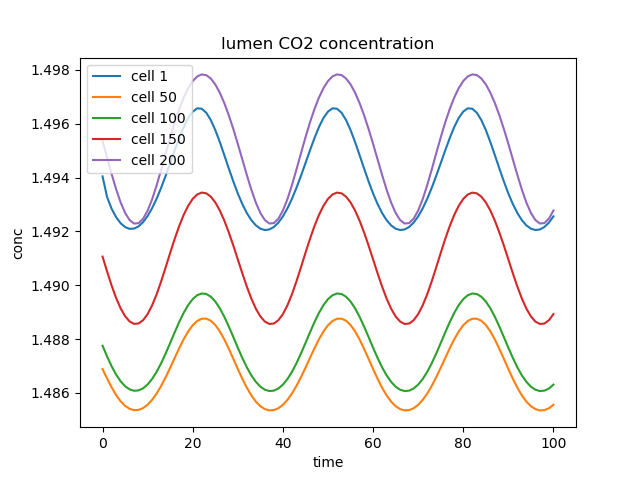 lumen CO2 concentration
1.498
1.496
1.494
1.492
1.490
1.488
1.486
conc
cell 1
cell 50
cell 100
cell 150
cell 200
0 20 40 60 80 100
time